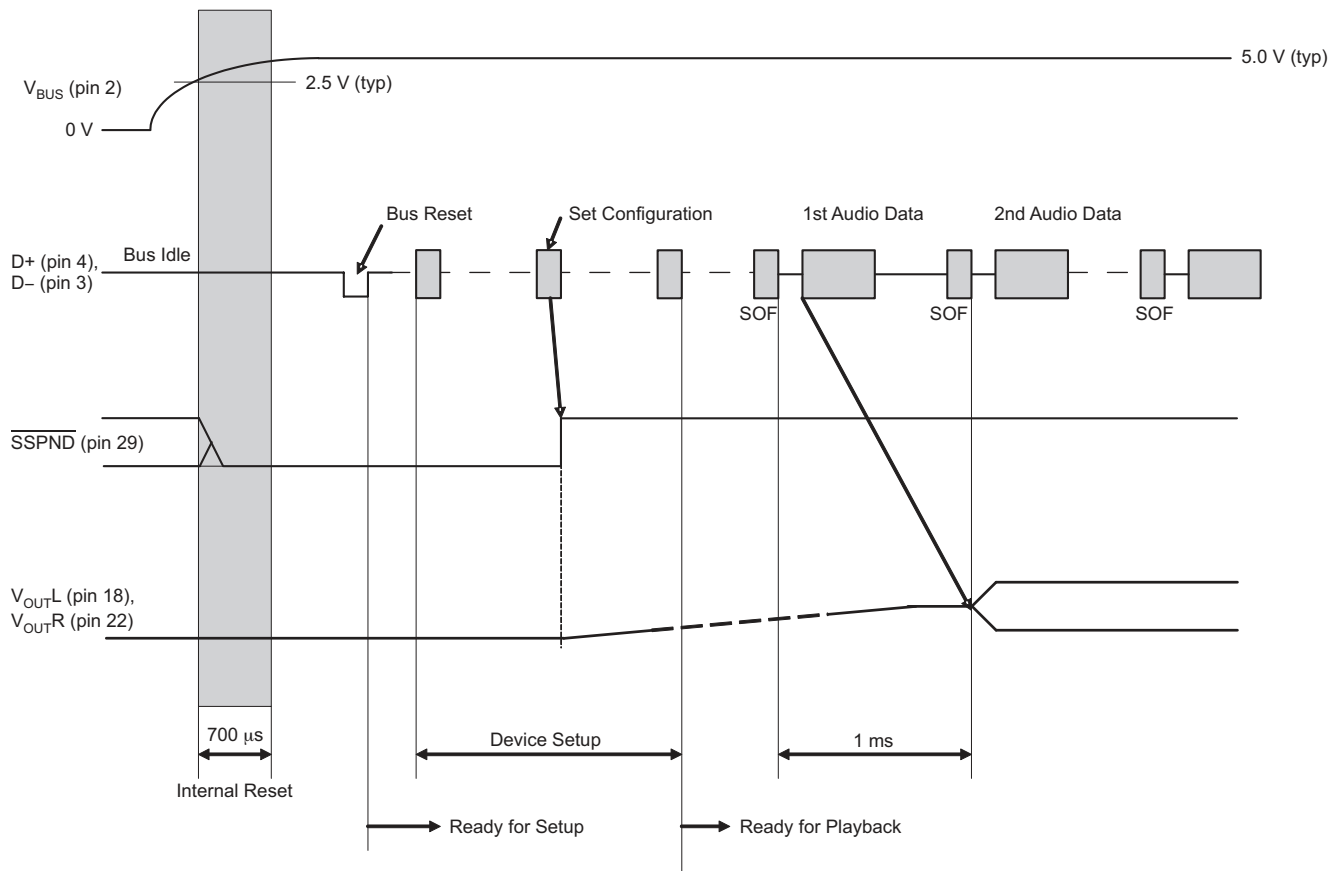 V_BUS (pin 2)
2.5 V (typ)
5.0 V (typ)
0 V
Bus Reset
Set Configuration
1st Audio Data
2nd Audio Data
D+ (pin 4),
D– (pin 3)
Bus Idle
SOF
SOF
SOF
SSPND (pin 29)
V_OUTL (pin 18),
V_OUTR (pin 22)
700 μs
Device Setup
1 ms
Internal Reset
Ready for Setup
Ready for Playback